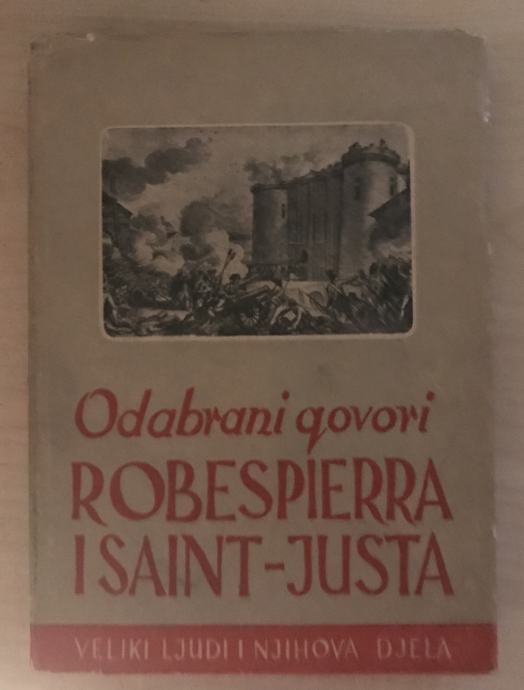 Odabrani govori
ROBESPIERRA
I SAINT-JUSTA
VELIKI LJUDI I NJIHOVA DJELA